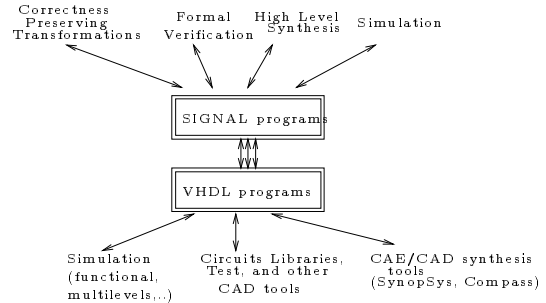 Correctness
Preserving
Transformations
Formal
Verification
High Level
Synthesis
Simulation
SIGNAL programs
VHDL programs
Simulation
(functional,
multilevels,..)
Circuits Libraries,
Test, and other
CAD tools
CAE/CAD synthesis
tools
(SynopSys, Compass)